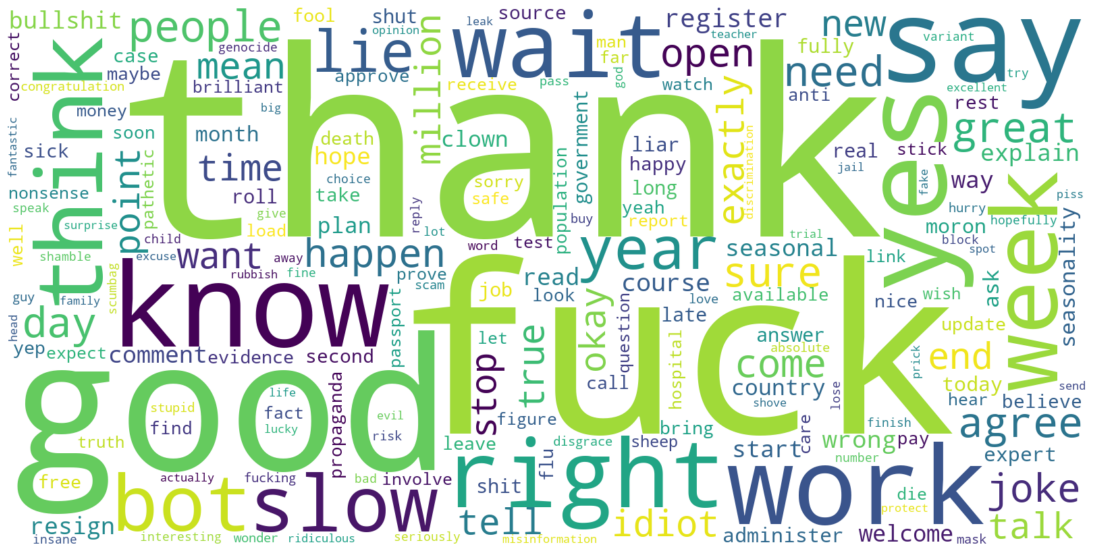 bullshit
people
fool
shut
leak
opinion
source
man
far
register
teacher
new
variant
try
say
correct
genocide
case
maybe
congratulation
mean
brilliant
lie
approve
million
wait
receive
pass
god
open
watch
fully
need
anti
excellent
rest
think
money
big
thank
exactly
yes
great
fantastic
soon
sick
month
death
hope
clown
government
liar
happy
real
stick
explain
jail
fake
nonsense
speak
surprise
point
pathetic
time
roll
choice
take
sorry
safe
population
buy
long
yeah
report
discrimination
way
week
piss
hurry
hopefully
well
shamble
child
excuse
give
load
plan
reply
lot
word
test
trial
moron
block
spot
want
away
rubbish
happen
fine
prove
scam
year
seasonal
sure
link
ask
seasonality
guy
family
scumbag
know
passport
read
look
job
course
question
love
late
available
nice
wish
head
day
yep
expect
comment
evidence
second
let
fuck
true
okay
call
hospital
answer
absolute
country
come
prick
update
end
today
send
good
stupid
life
fact
find
lucky
evil
risk
propaganda
stop
figure
shove
lose
finish
hear
believe
truth
free
actually
fucking
bad
involve
leave
flu
disgrace
sheep
bring
start
care
wrong
number
pay
agree
expert
resign
insane
bot
interesting
slow
wonder
ridiculous
seriously
right
shit
tell
misinformation
idiot
work
administer
die
protect
welcome
mask
joke
talk